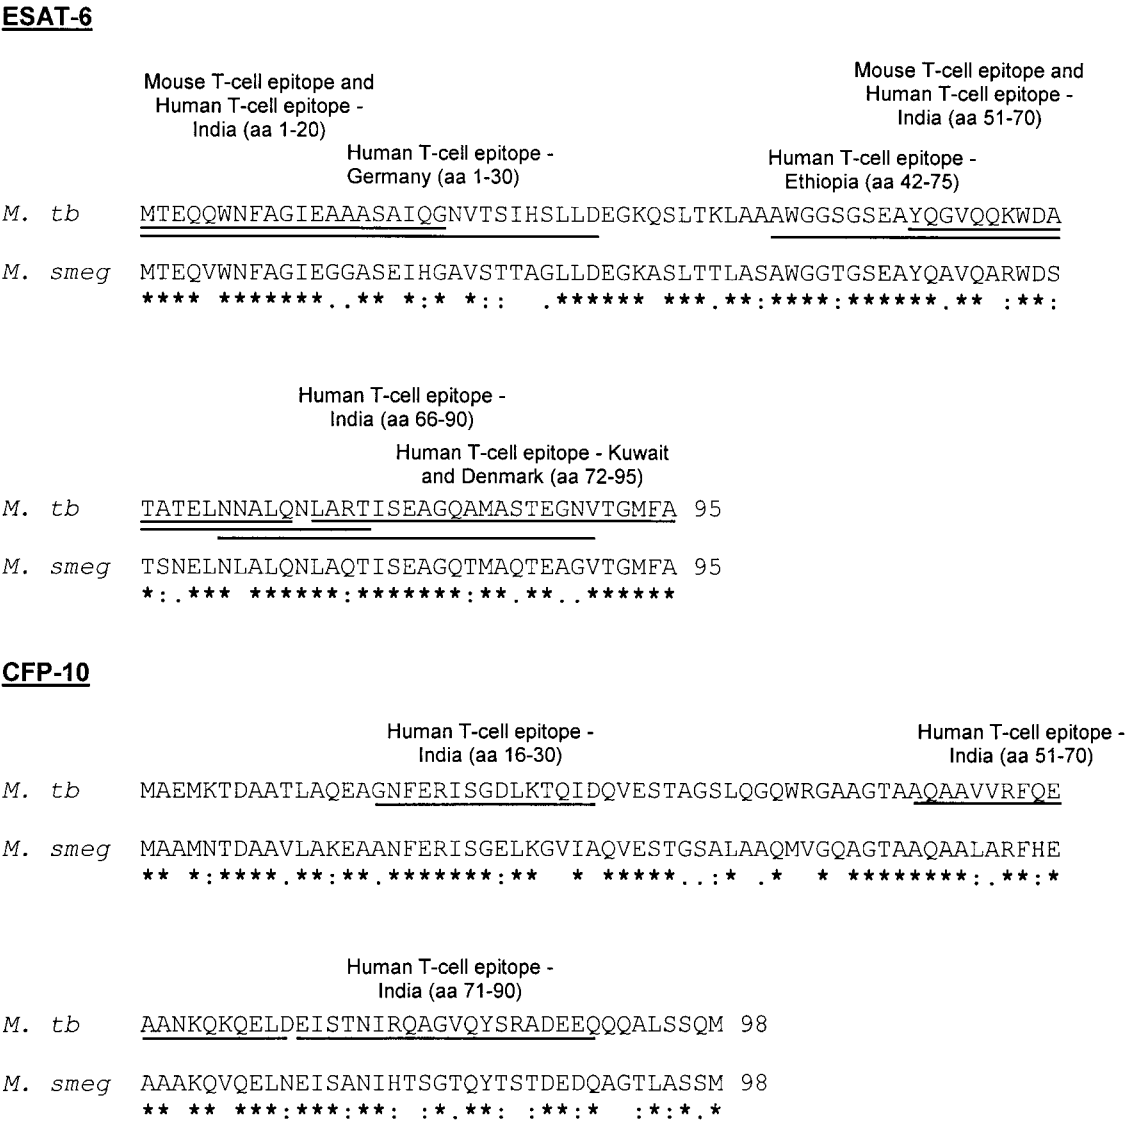 ESAT-6
Mouse T-cell epitope and
Human T-cell epitope -
India (aa 1-20)
Mouse T-cell epitope and
Human T-cell epitope -
India (aa 51-70)
Human T-cell epitope -
Germany (aa 1-30)
Human T-cell epitope -
Ethiopia (aa 42-75)
M. tb MTEQQWNFAGIEAAASAIQGNVTSIHSLLDEGKQSLTKLAAAWGGSGSEAYQGVQQKWDA
M. smeg MTEQVWNFAGIEGGASEIHGAVSTTAGLLDEGKASLTTLASAWGGTGSEAYQAVQARWDS
**** *******..** *:* *:: .****** ***.**:****:******.** :**:
Human T-cell epitope -
India (aa 66-90)
Human T-cell epitope - Kuwait
and Denmark (aa 72-95)
M. tb TATELNNALQNLARTISEAGQAMASTEGNVTGMFA 95
M. smeg TSNELNLALQNLAQTISEAGQTMAQTEAGVTGMFA 95
*:.*** ******:*******:**.**..******
CFP-10
Human T-cell epitope -
India (aa 16-30)
Human T-cell epitope -
India (aa 51-70)
M. tb MAEMKTDAATLAQEAGNFERISGDLKTQIDQVESTAGSLQGQWRGAAGTAAQAAVVRFQE
M. smeg MAAMNTDAAVLAKEAANFERISGELKGVIAQVESTGSALAAQMVGQAGTAAQAALARFHE
** *:****.**:**.*******:** * *****..:* .* * ********:.**:*
Human T-cell epitope -
India (aa 71-90)
M. tb AANKQKQELDEISTNIRQAGVQYSRADEEQQQALSSQM 98
M. smeg AAAKQVQELNEISANIHTSGTQYTSTDEDQAGTLASSM 98
** ** ***:***:**: :*.**: :**:* :*:*.*